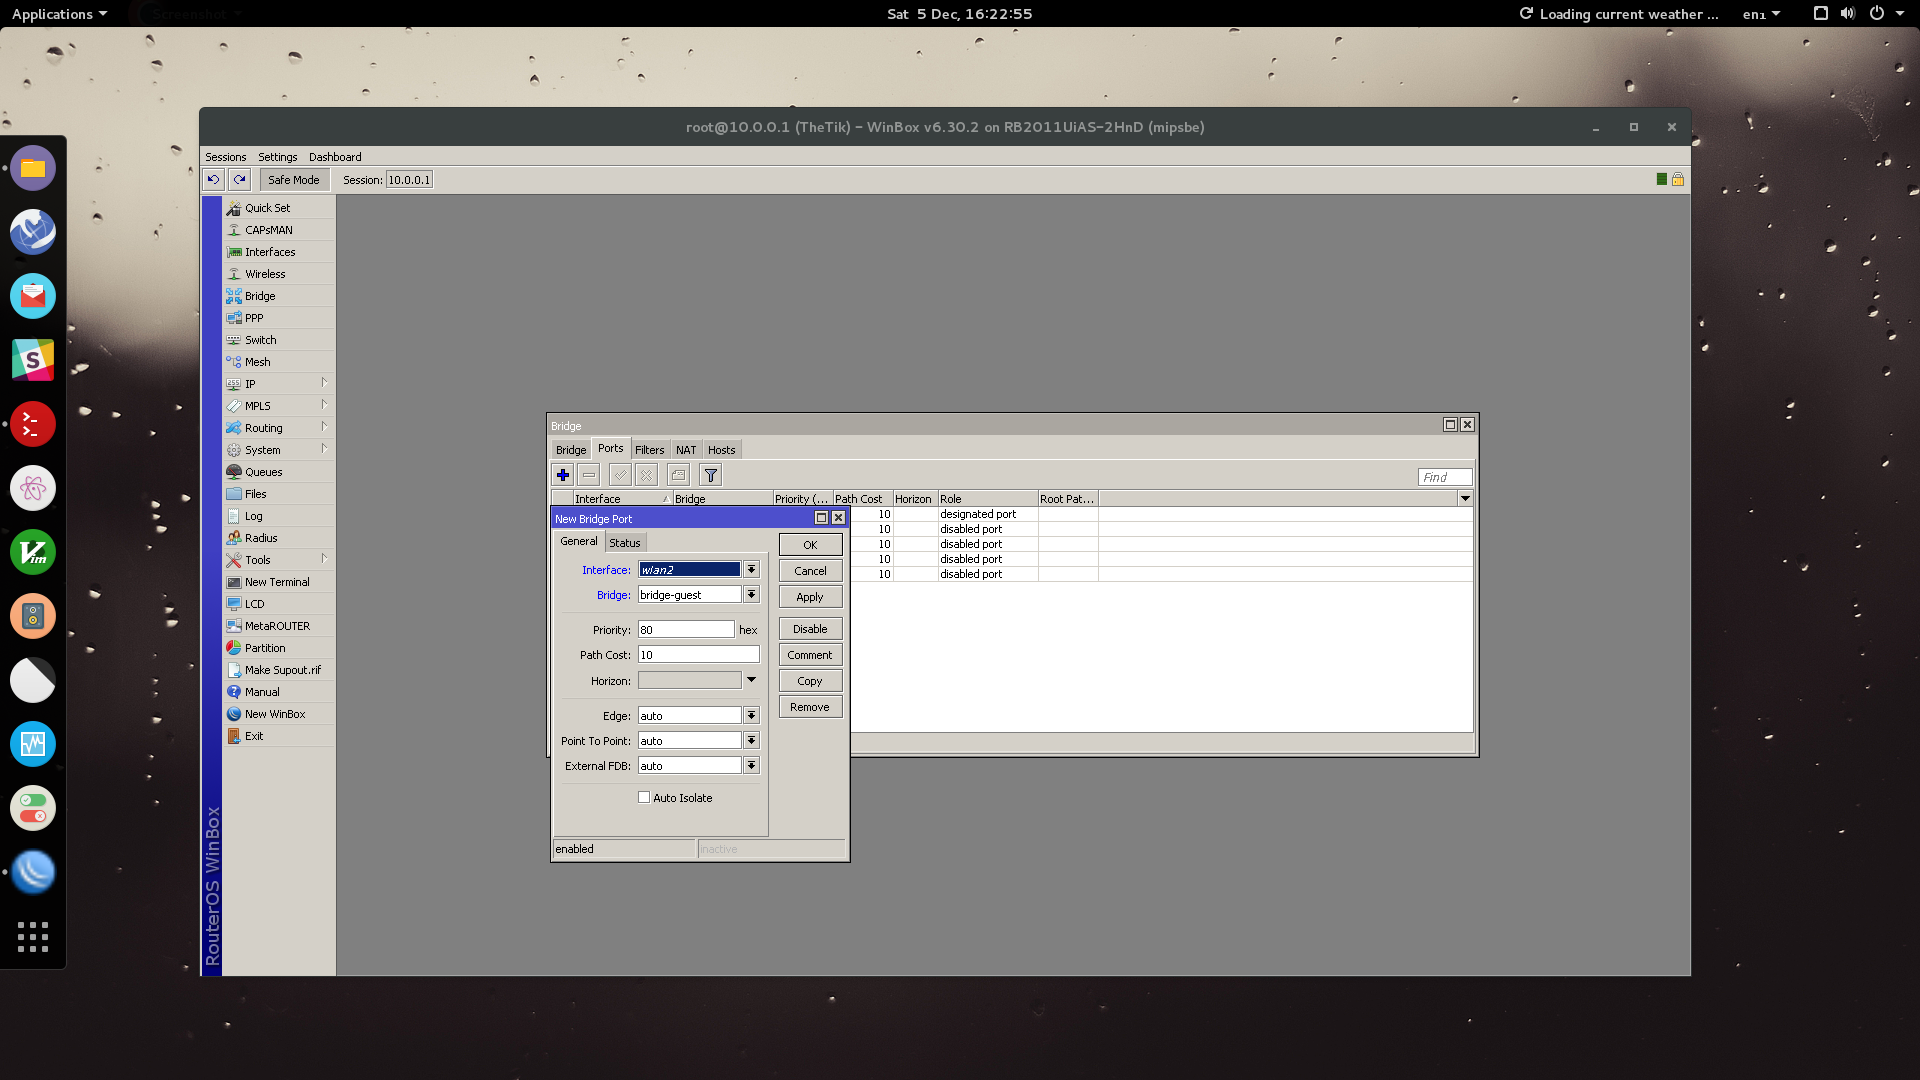 Applications
Screenshot
Sat 5 Dec, 16:22:55
Loading current weather ...
en₁
root@10.0.0.1 (TheTik) - WinBox v6.30.2 on RB2011UiAS-2HnD (mipsbe)
Sessions Settings Dashboard
Safe Mode Session: 10.0.0.1
Quick Set
CAPsMAN
Interfaces
Wireless
Bridge
PPP
Switch
Mesh
IP
MPLS
Routing
System
Queues
Files
Log
Radius
Tools
New Terminal
LCD
MetaROUTER
Partition
Make Supout.rif
Manual
New WinBox
Exit
RouterOS WinBox
Bridge
Bridge Ports Filters NAT Hosts
Find
Interface Bridge Priority (... Path Cost Horizon Role Root Pat...
10 designated port
10 disabled port
10 disabled port
10 disabled port
10 disabled port
New Bridge Port
General Status
Interface: wlan2
Bridge: bridge-guest
Priority: 80 hex
Path Cost: 10
Horizon:
Edge: auto
Point To Point: auto
External FDB: auto
Auto Isolate
OK
Cancel
Apply
Disable
Comment
Copy
Remove
enabled
inactive
S
Vim